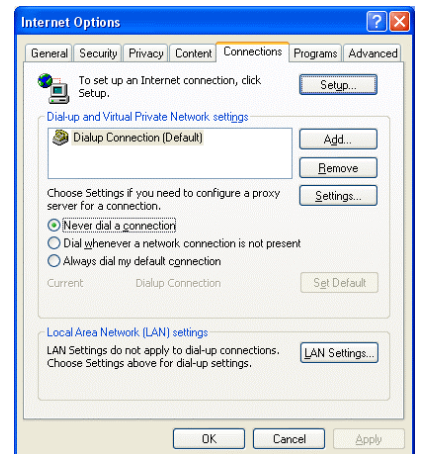 Internet Options
General Security Privacy Content Connections Programs Advanced
To set up an Internet connection, click
Setup.
Setup...
Dial-up and Virtual Private Network settings
Dialup Connection (Default)
Add...
Remove
Choose Settings if you need to configure a proxy
server for a connection.
Settings...
Never dial a connection
Dial whenever a network connection is not present
Always dial my default connection
Current Dialup Connection
Set Default
Local Area Network (LAN) settings
LAN Settings do not apply to dial-up connections.
Choose Settings above for dial-up settings.
LAN Settings...
OK Cancel Apply